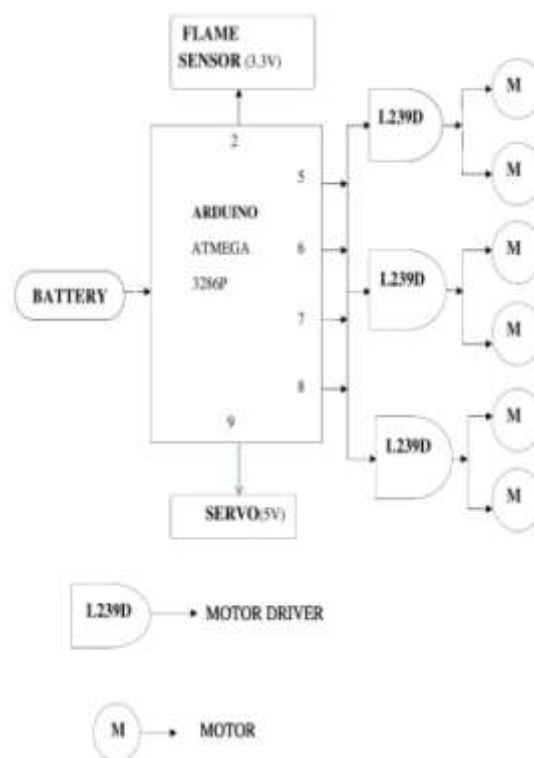 FLAME
SENSOR (3.3V)
2
5
ARDUINO
ATMEGA
3286P
6
7
8
9
BATTERY
SERVO(5V)
L239D
M
M
L239D
M
M
L239D
M
M
L239D
MOTOR DRIVER
M
MOTOR